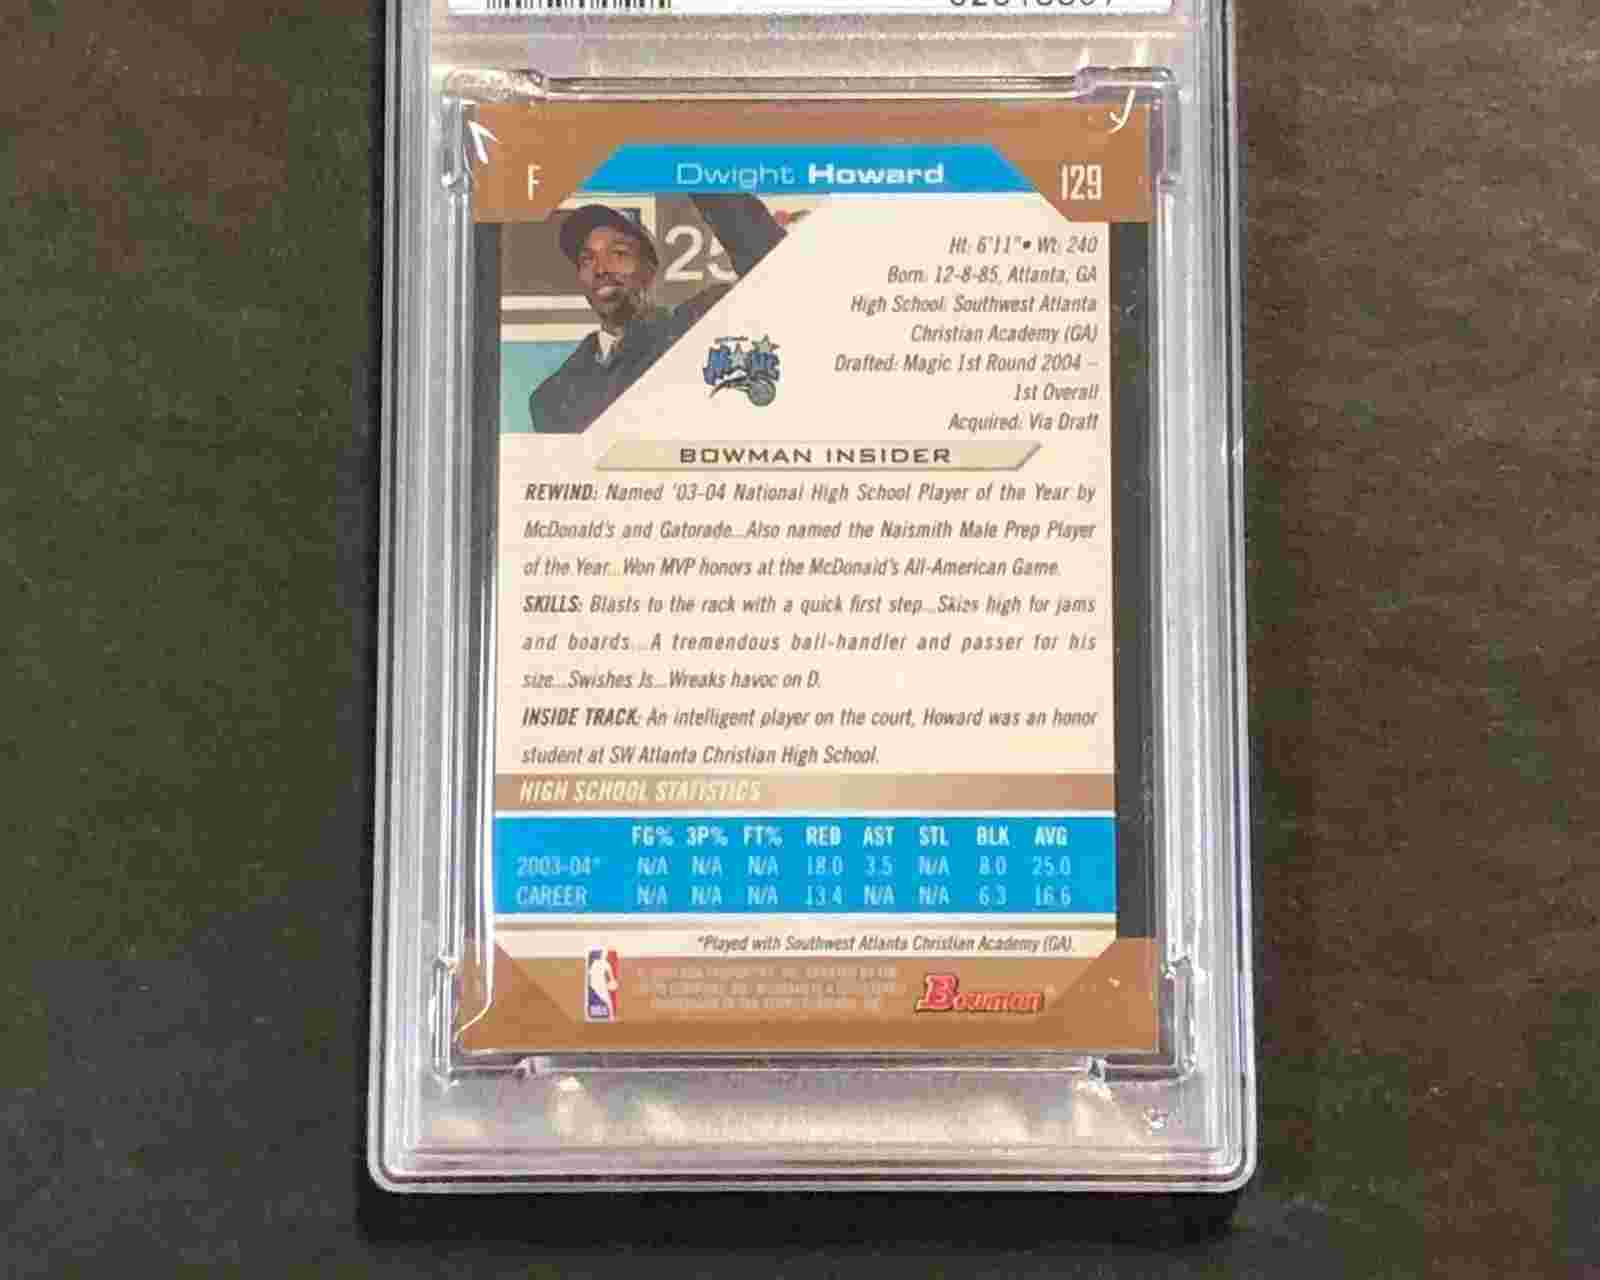 F
Dwight Howard
129
25
Ht: 6'11" • Wt: 240
Born: 12-8-85, Atlanta, GA
High School: Southwest Atlanta
Christian Academy (GA)
Drafted: Magic 1st Round 2004 –
1st Overall
Acquired: Via Draft
MAGIC
BOWMAN INSIDER
REWIND: Named '03-04 National High School Player of the Year by
McDonald's and Gatorade...Also named the Naismith Male Prep Player
of the Year...Won MVP honors at the McDonald's All-American Game.
SKILLS: Blasts to the rack with a quick first step...Skies high for jams
and boards...A tremendous ball-handler and passer for his
size...Swishes Js...Wreaks havoc on D.
INSIDE TRACK: An intelligent player on the court, Howard was an honor
student at SW Atlanta Christian High School.
HIGH SCHOOL STATISTICS
FG% 3P% FT% REB AST STL BLK AVG
2003-04* N/A N/A N/A 18.0 3.5 N/A 8.0 25.0
CAREER N/A N/A N/A 13.4 N/A N/A 6.3 16.6
*Played with Southwest Atlanta Christian Academy (GA).
Bowman